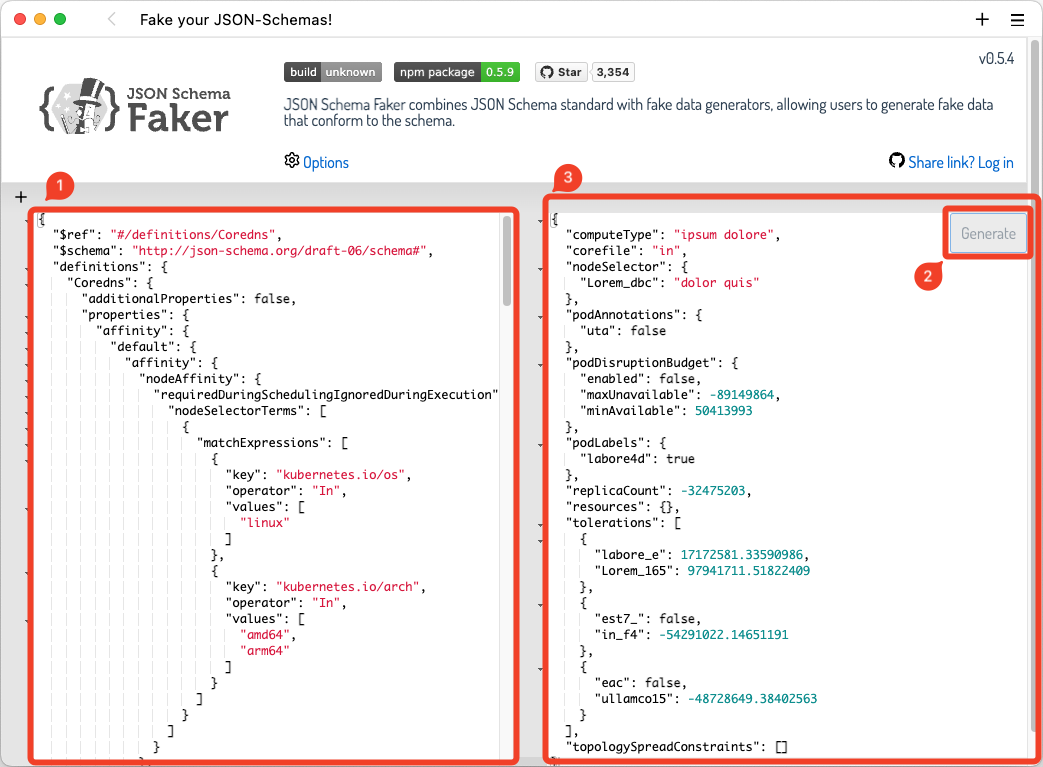 Fake your JSON-Schemas!
v0.5.4
build unknown npm package 0.5.9 Star 3,354
JSON Schema
Faker
JSON Schema Faker combines JSON Schema standard with fake data generators, allowing users to generate fake data
that conform to the schema.
Options
Share link? Log in
+
1
{
"$ref": "#/definitions/Coredns",
"$schema": "http://json-schema.org/draft-06/schema#",
"definitions": {
"Coredns": {
"additionalProperties": false,
"properties": {
"affinity": {
"default": {
"affinity": {
"nodeAffinity": {
"requiredDuringSchedulingIgnoredDuringExecution"
"nodeSelectorTerms": [
{
"matchExpressions": [
{
"key": "kubernetes.io/os",
"operator": "In",
"values": [
"linux"
]
},
{
"key": "kubernetes.io/arch",
"operator": "In",
"values": [
"amd64",
"arm64"
]
}
]
}
]
}
3
{
"computeType": "ipsum dolore",
"corefile": "in",
"nodeSelector": {
"Lorem_dbc": "dolor quis"
},
"podAnnotations": {
"uta": false
},
"podDisruptionBudget": {
"enabled": false,
"maxUnavailable": -89149864,
"minAvailable": 50413993
},
"podLabels": {
"labore4d": true
},
"replicaCount": -32475203,
"resources": {},
"tolerations": [
{
"labore_e": 17172581.33590986,
"Lorem_165": 97941711.51822409
},
{
"est7_": false,
"in_f4": -54291022.14651191
},
{
"eac": false,
"ullamco15": -48728649.38402563
}
],
"topologySpreadConstraints": []
Generate
2